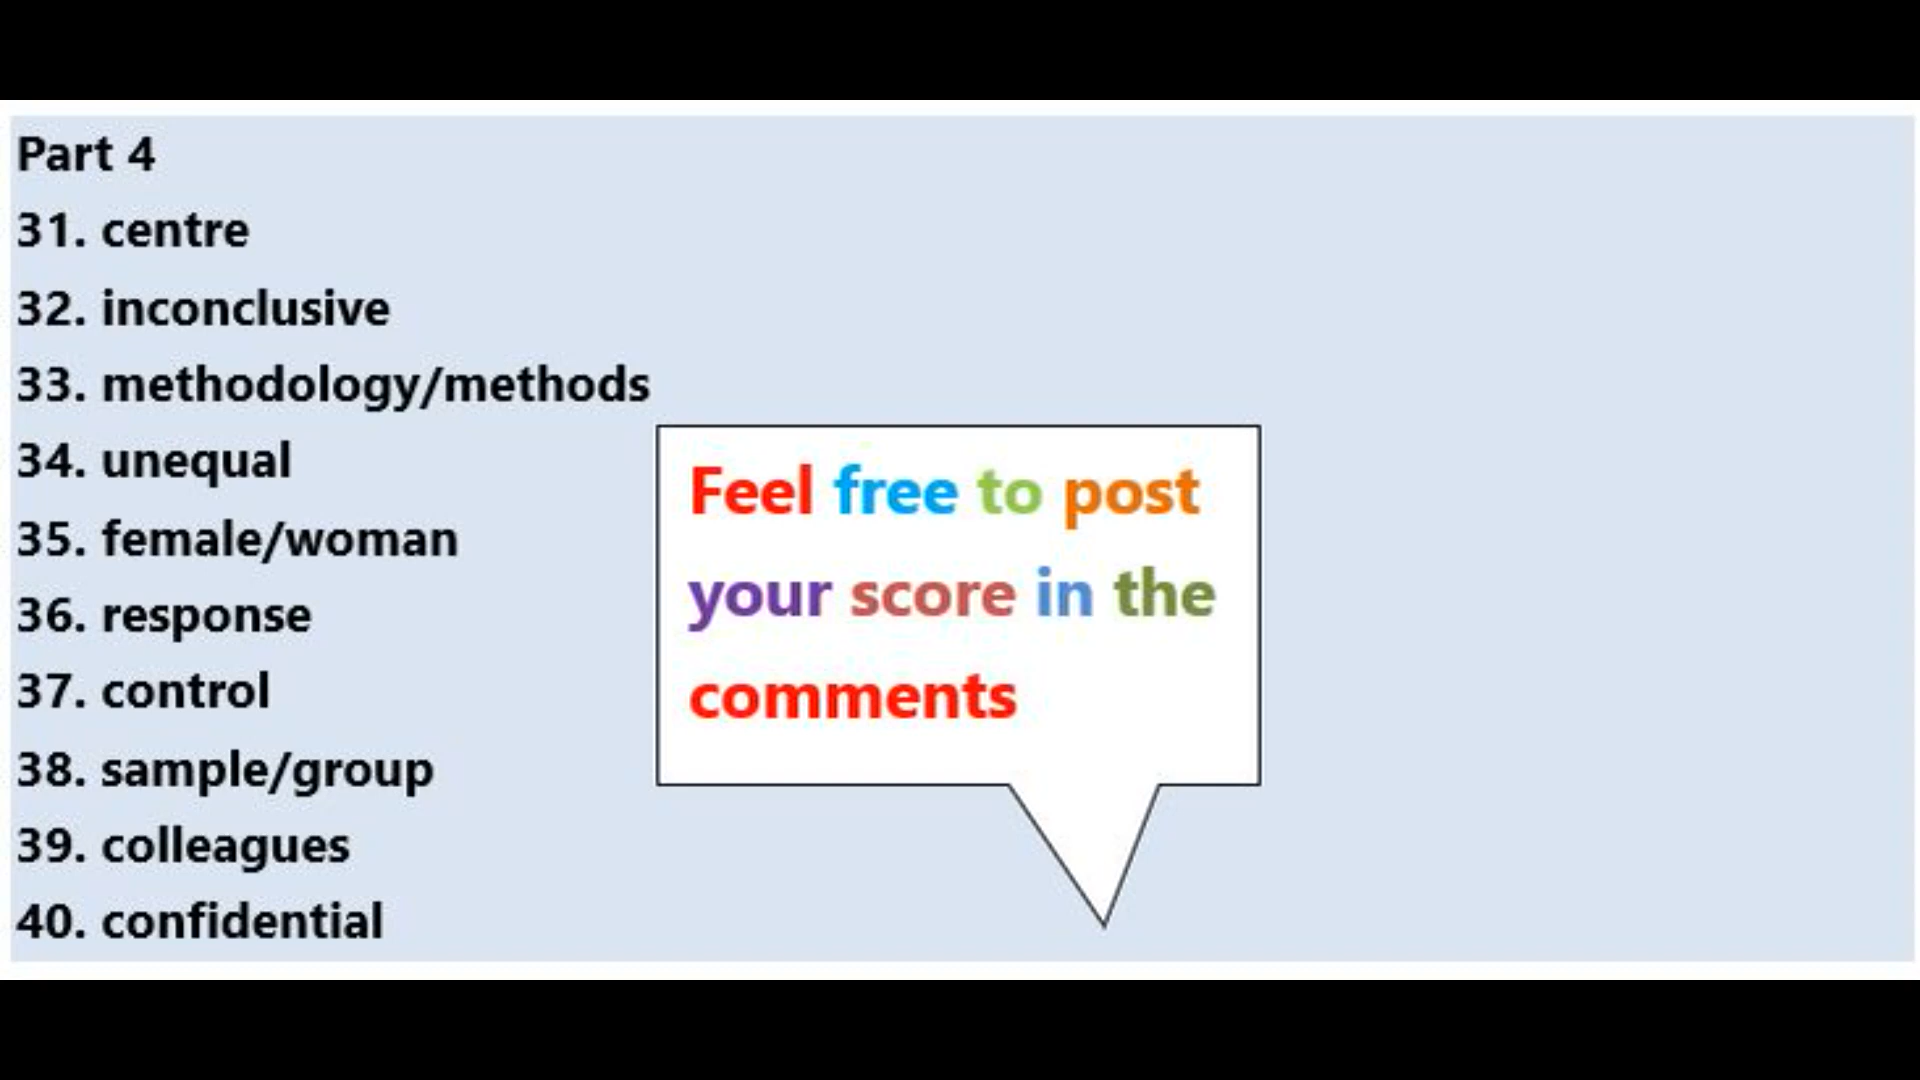 Part 4
31. centre
32. inconclusive
33. methodology/methods
34. unequal
35. female/woman
36. response
37. control
38. sample/group
39. colleagues
40. confidential
Feel free to post
your score in the
comments